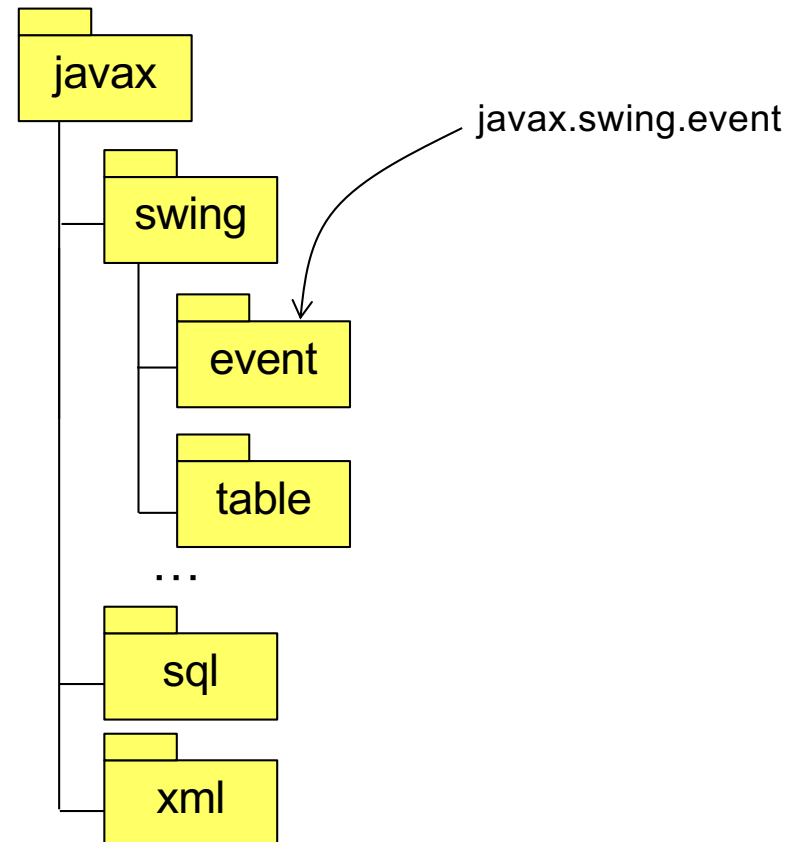 javax
javax.swing.event
swing
event
table
...
sql
xml